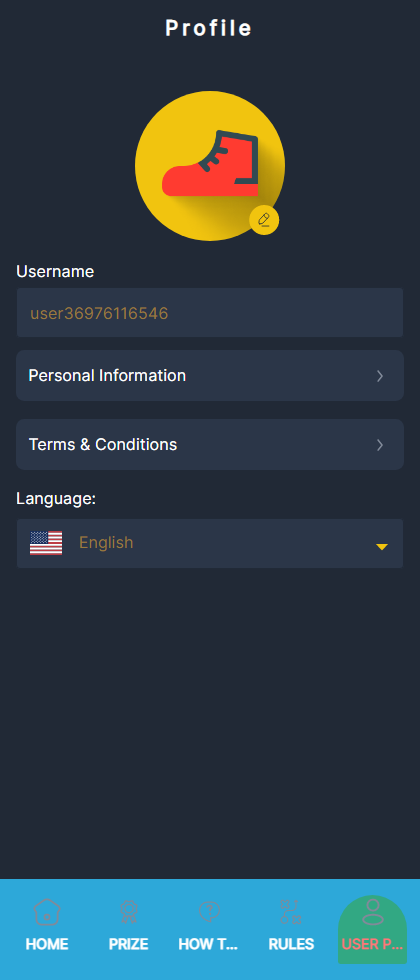 Profile
Username
user36976116546
Personal Information
Terms & Conditions
Language:
English
HOME PRIZE HOW T... RULES USER P...